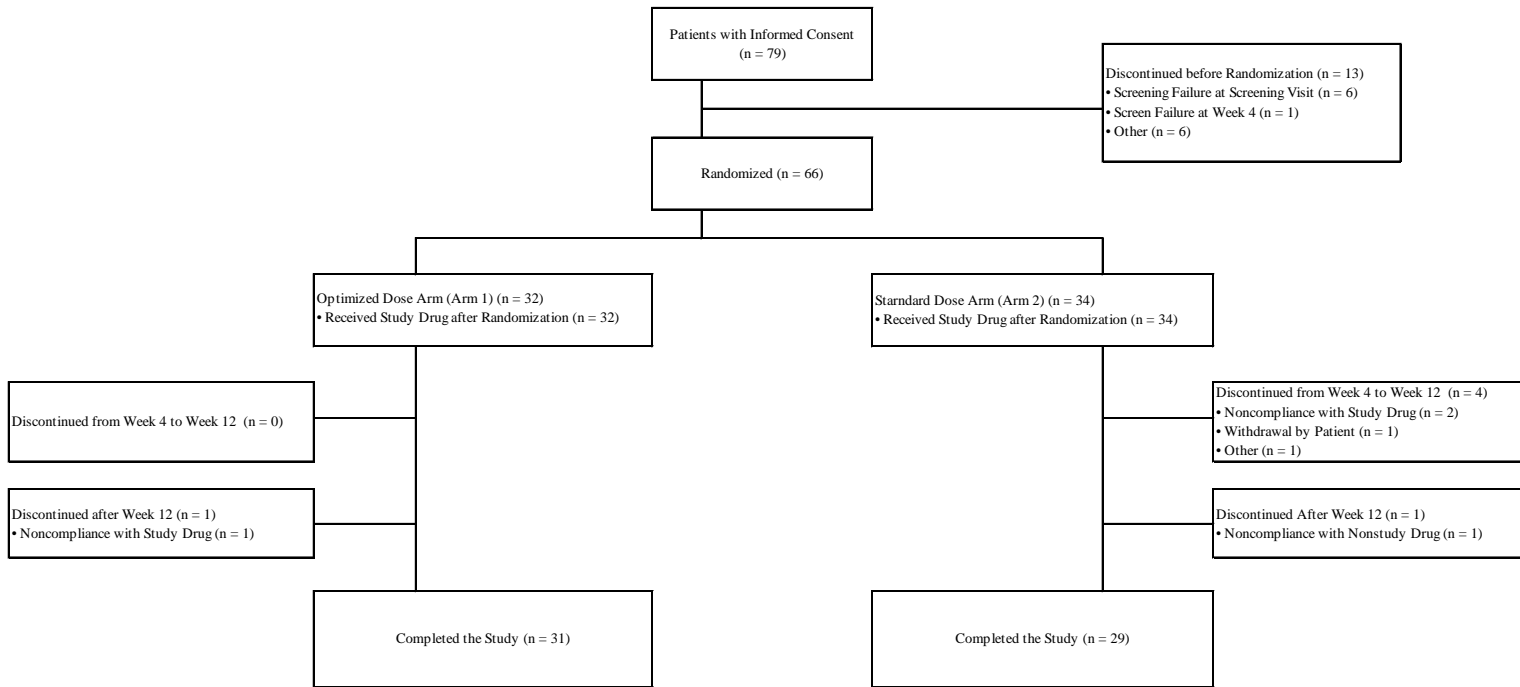 Patients with Informed Consent
(n = 79)
Discontinued before Randomization (n = 13)
• Screening Failure at Screening Visit (n = 6)
• Screen Failure at Week 4 (n = 1)
• Other (n = 6)
Randomized (n = 66)
Optimized Dose Arm (Arm 1) (n = 32)
• Received Study Drug after Randomization (n = 32)
Starndard Dose Arm (Arm 2) (n = 34)
• Received Study Drug after Randomization (n = 34)
Discontinued from Week 4 to Week 12 (n = 0)
Discontinued from Week 4 to Week 12 (n = 4)
• Noncompliance with Study Drug (n = 2)
• Withdrawal by Patient (n = 1)
• Other (n = 1)
Discontinued after Week 12 (n = 1)
• Noncompliance with Study Drug (n = 1)
Discontinued After Week 12 (n = 1)
• Noncompliance with Nonstudy Drug (n = 1)
Completed the Study (n = 31)
Completed the Study (n = 29)